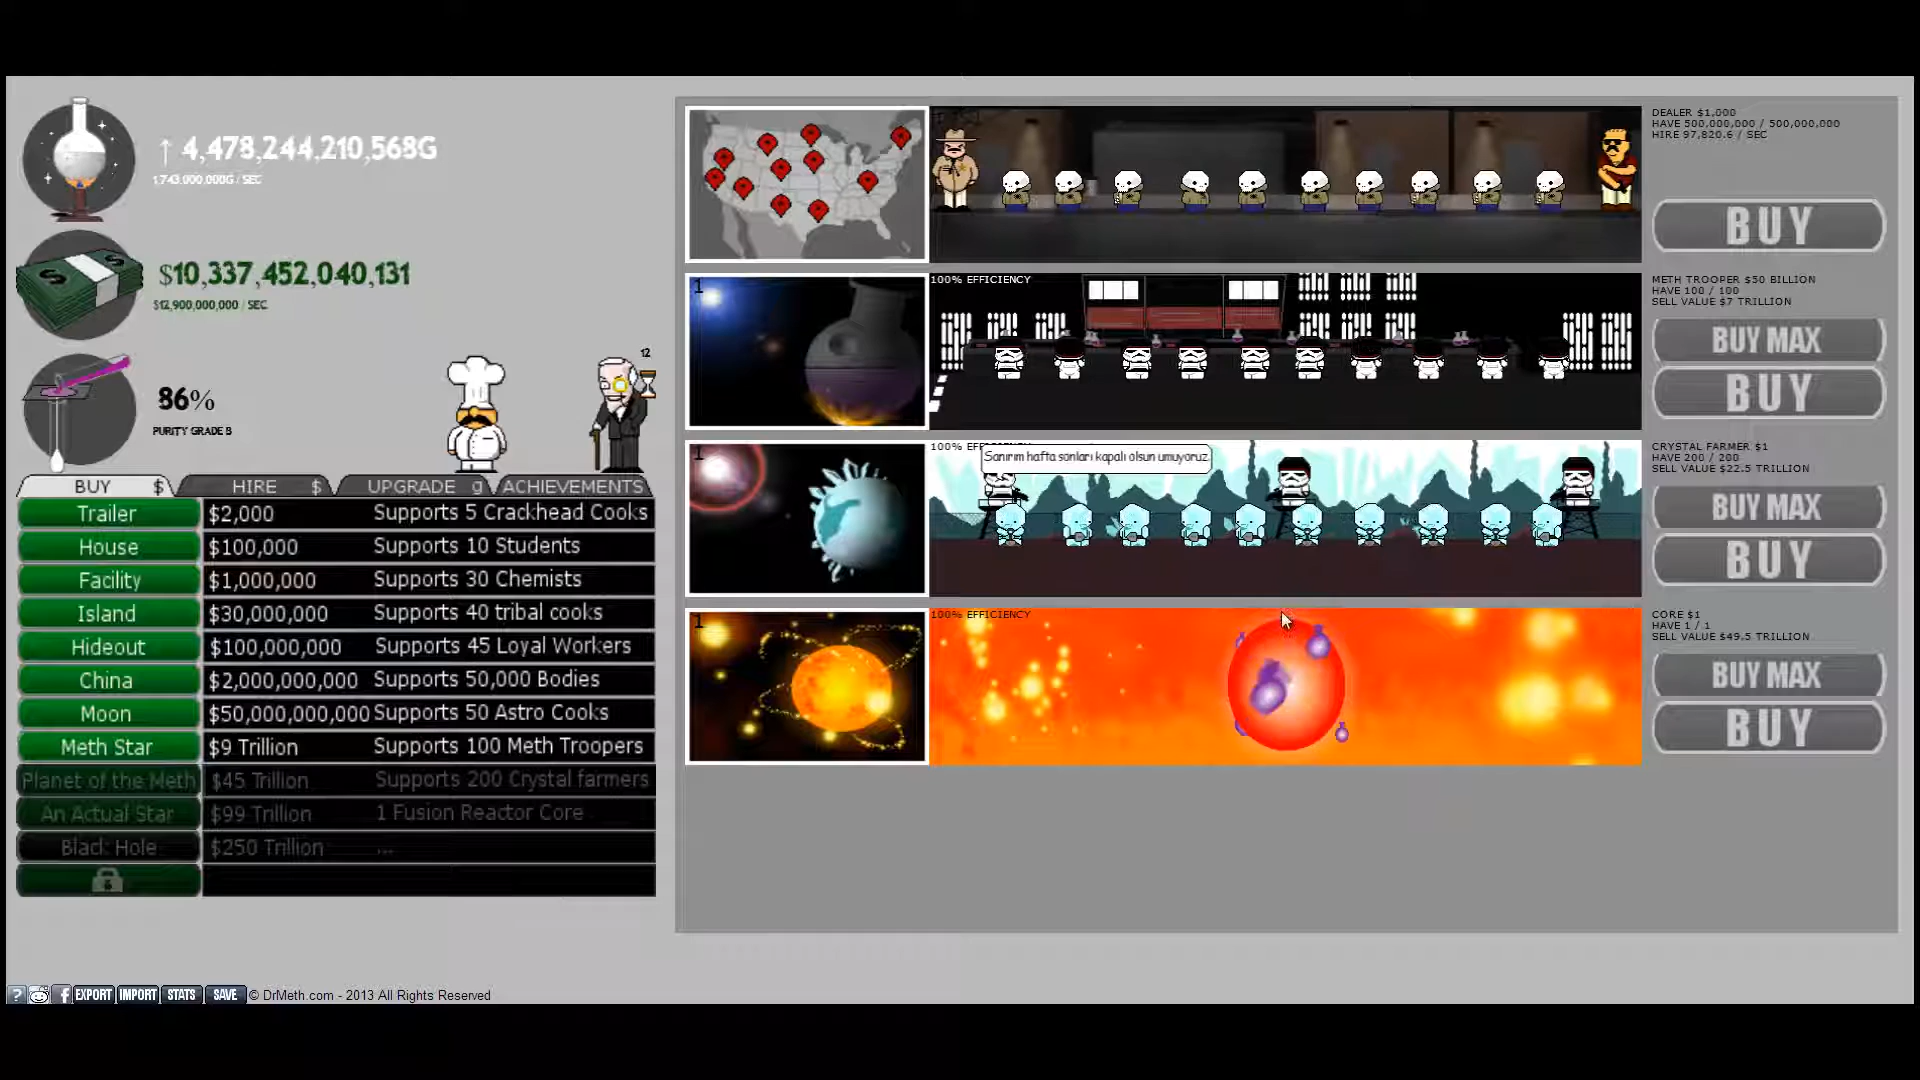 ↑ 4,478,244,210,568G
1,743,000,000G / SEC
$10,337,452,040,131
$12,900,000,000 / SEC
12
86%
PURITY GRADE B
BUY $ HIRE $ UPGRADE g ACHIEVEMENTS
Trailer $2,000 Supports 5 Crackhead Cooks
House $100,000 Supports 10 Students
Facility $1,000,000 Supports 30 Chemists
Island $30,000,000 Supports 40 tribal cooks
Hideout $100,000,000 Supports 45 Loyal Workers
China $2,000,000,000 Supports 50,000 Bodies
Moon $50,000,000,000 Supports 50 Astro Cooks
Meth Star $9 Trillion Supports 100 Meth Troopers
Planet of the Meth $45 Trillion Supports 200 Crystal farmers
An Actual Star $99 Trillion 1 Fusion Reactor Core
Black Hole $250 Trillion ...
DEALER $1,000
HAVE 500,000,000 / 500,000,000
HIRE 97,820.6 / SEC
BUY
1
100% EFFICIENCY
METH TROOPER $50 BILLION
HAVE 100 / 100
SELL VALUE $7 TRILLION
BUY MAX
BUY
1
100% EFFICIENCY
Sanırım hafta sonları kapalı olsun umuyoruz.
CRYSTAL FARMER $1
HAVE 200 / 200
SELL VALUE $22.5 TRILLION
BUY MAX
BUY
1
100% EFFICIENCY
CORE $1
HAVE 1 / 1
SELL VALUE $49.5 TRILLION
BUY MAX
BUY
? f EXPORT IMPORT STATS SAVE © DrMeth.com - 2013 All Rights Reserved